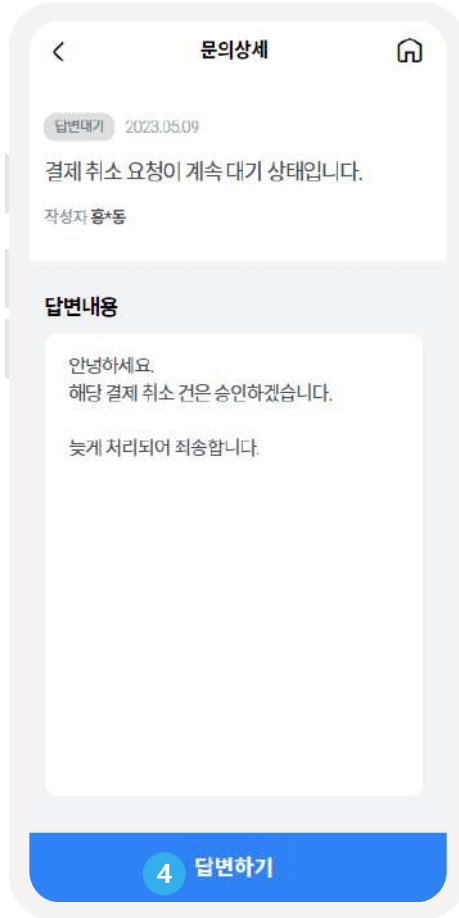 문의상세
답변대기 2023.05.09
결제 취소 요청이 계속 대기 상태입니다.
작성자 홍*동
답변내용
안녕하세요.
해당 결제 취소 건은 승인하겠습니다.
늦게 처리되어 죄송합니다.
4 답변하기